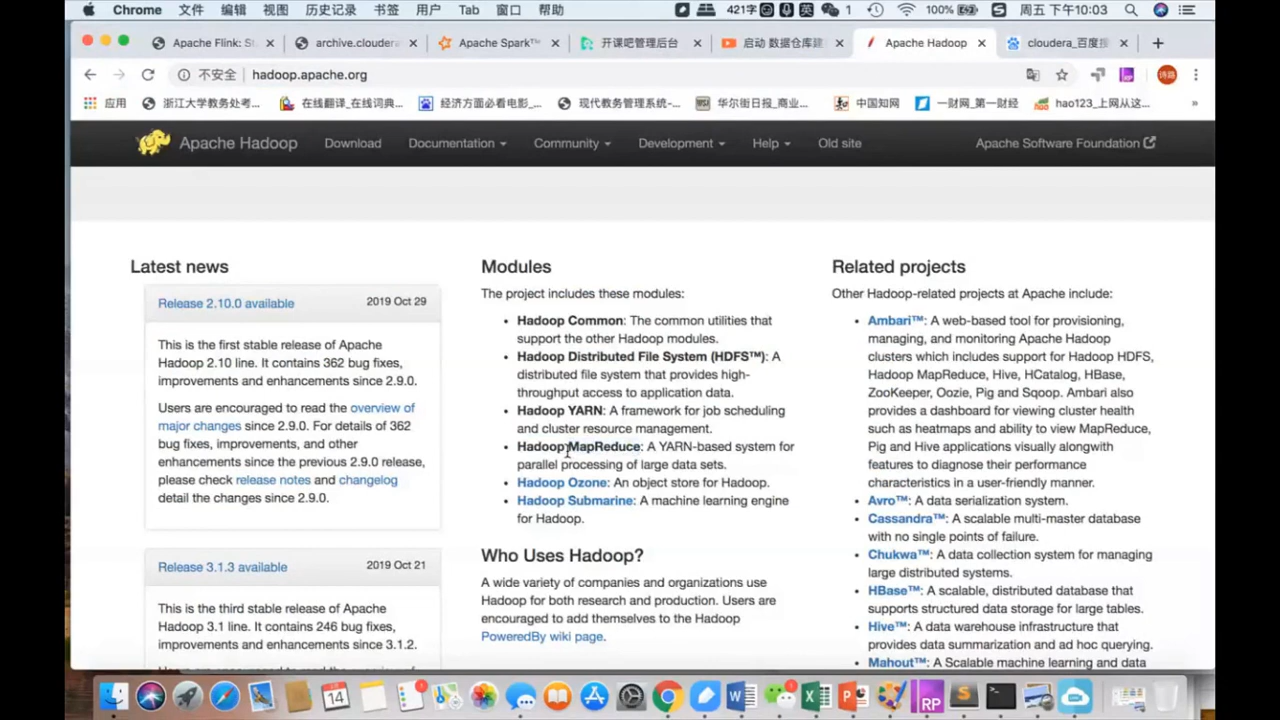 Chrome 文件 编辑 视图 历史记录 书签 用户 Tab 窗口 帮助 421字 英 1 100% 周五 下午10:03
Apache Flink: St
archive.cloudera
Apache Spark™
开课吧管理后台
启动 数据仓库建
Apache Hadoop
cloudera_百度搜
不安全 hadoop.apache.org 诗路
应用 浙江大学教务处考... 在线翻译_在线词典... 经济方面必看电影_... 现代教务管理系统-... 华尔街日报_商业... 中国知网 一财网_第一财经 hao123_上网从这... »
Apache Hadoop Download Documentation Community Development Help Old site Apache Software Foundation
Latest news
Release 2.10.0 available 2019 Oct 29
This is the first stable release of Apache
Hadoop 2.10 line. It contains 362 bug fixes,
improvements and enhancements since 2.9.0.
Users are encouraged to read the overview of
major changes since 2.9.0. For details of 362
bug fixes, improvements, and other
enhancements since the previous 2.9.0 release,
please check release notes and changelog
detail the changes since 2.9.0.
Release 3.1.3 available 2019 Oct 21
This is the third stable release of Apache
Hadoop 3.1 line. It contains 246 bug fixes,
improvements and enhancements since 3.1.2.
Modules
The project includes these modules:
Hadoop Common: The common utilities that
support the other Hadoop modules.
Hadoop Distributed File System (HDFS™): A
distributed file system that provides high-
throughput access to application data.
Hadoop YARN: A framework for job scheduling
and cluster resource management.
Hadoop MapReduce: A YARN-based system for
parallel processing of large data sets.
Hadoop Ozone: An object store for Hadoop.
Hadoop Submarine: A machine learning engine
for Hadoop.
Who Uses Hadoop?
A wide variety of companies and organizations use
Hadoop for both research and production. Users are
encouraged to add themselves to the Hadoop
PoweredBy wiki page.
Related projects
Other Hadoop-related projects at Apache include:
Ambari™: A web-based tool for provisioning,
managing, and monitoring Apache Hadoop
clusters which includes support for Hadoop HDFS,
Hadoop MapReduce, Hive, HCatalog, HBase,
ZooKeeper, Oozie, Pig and Sqoop. Ambari also
provides a dashboard for viewing cluster health
such as heatmaps and ability to view MapReduce,
Pig and Hive applications visually alongwith
features to diagnose their performance
characteristics in a user-friendly manner.
Avro™: A data serialization system.
Cassandra™: A scalable multi-master database
with no single points of failure.
Chukwa™: A data collection system for managing
large distributed systems.
HBase™: A scalable, distributed database that
supports structured data storage for large tables.
Hive™: A data warehouse infrastructure that
provides data summarization and ad hoc querying.
Mahout™: A Scalable machine learning and data
14
RP